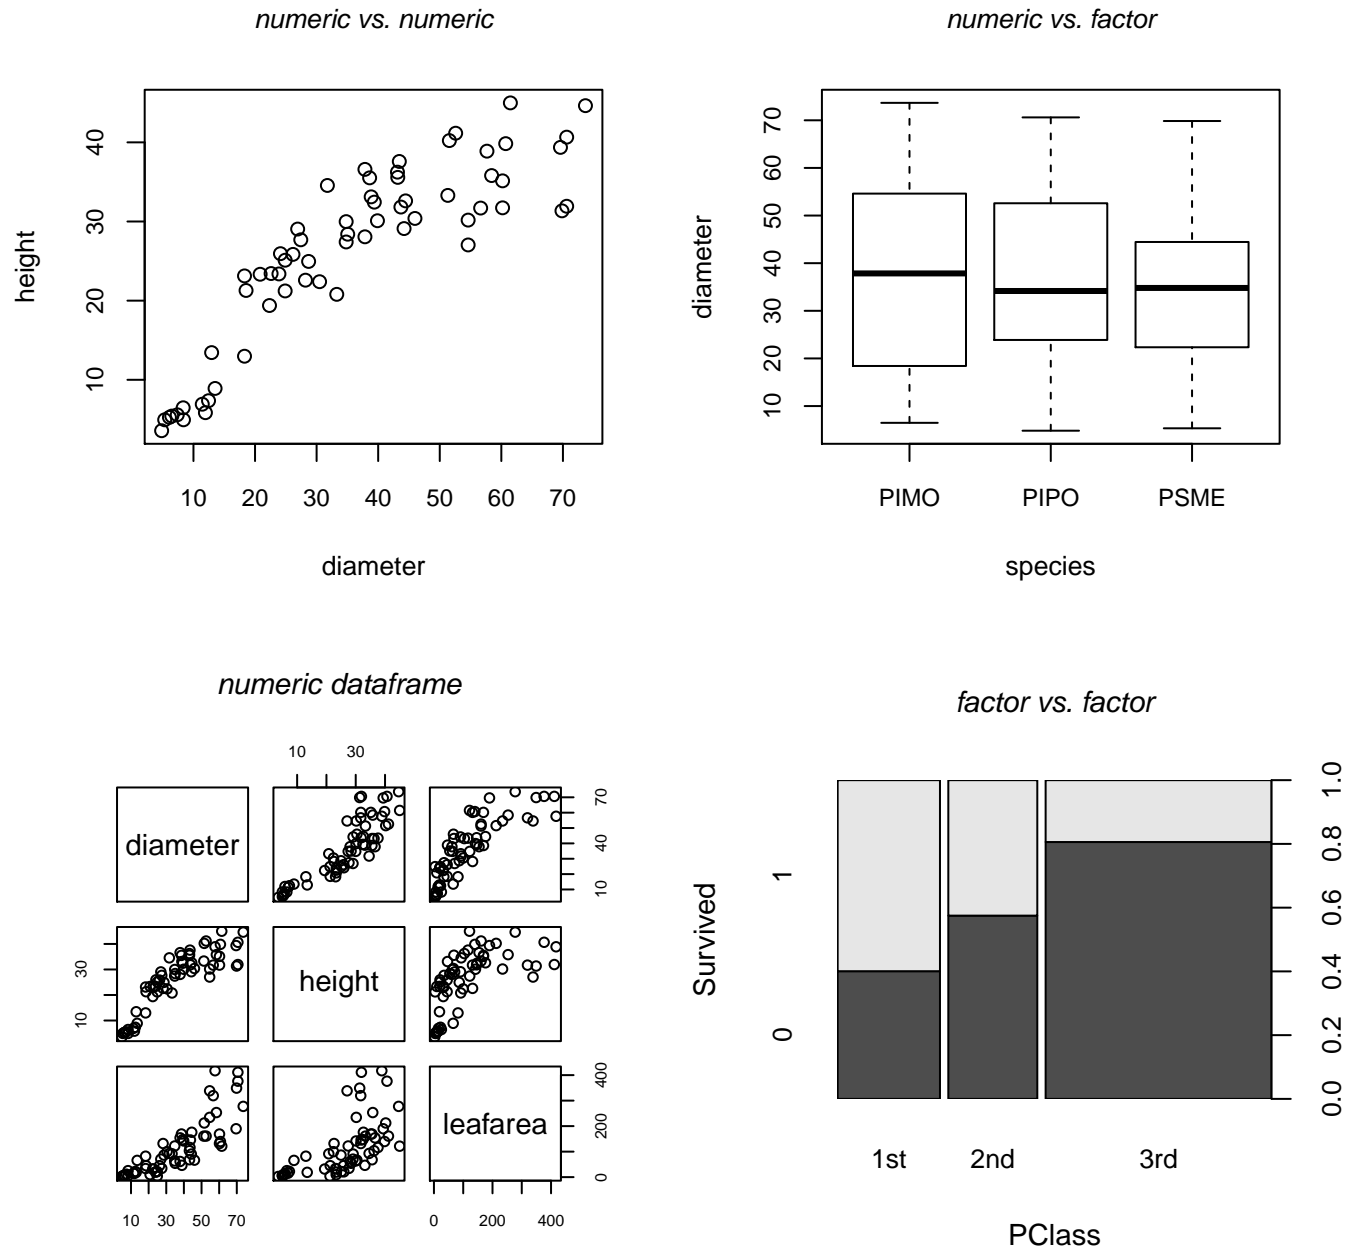 numeric vs. numeric
height
10 20 30 40
10 20 30 40 50 60 70
diameter
numeric vs. factor
diameter
10 20 30 40 50 60 70
PIMO PIPO PSME
species
numeric dataframe
10 30
diameter
10 40 70
10 30
height
leafarea
0 200 400
10 30 50 70
0 200 400
factor vs. factor
Survived
0 1
0.0 0.2 0.4 0.6 0.8 1.0
1st 2nd 3rd
PClass